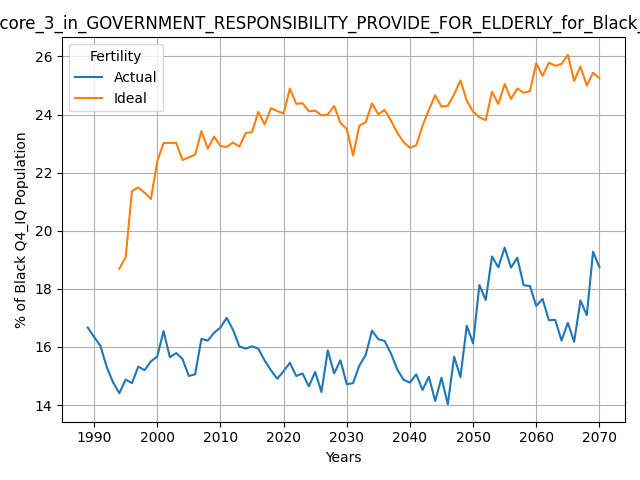 core_3_in_GOVERNMENT_RESPONSIBILITY_PROVIDE_FOR_ELDERLY_for_Black_
Fertility
Actual
Ideal
% of Black Q4_IQ Population
26
24
22
20
18
16
14
1990 2000 2010 2020 2030 2040 2050 2060 2070
Years